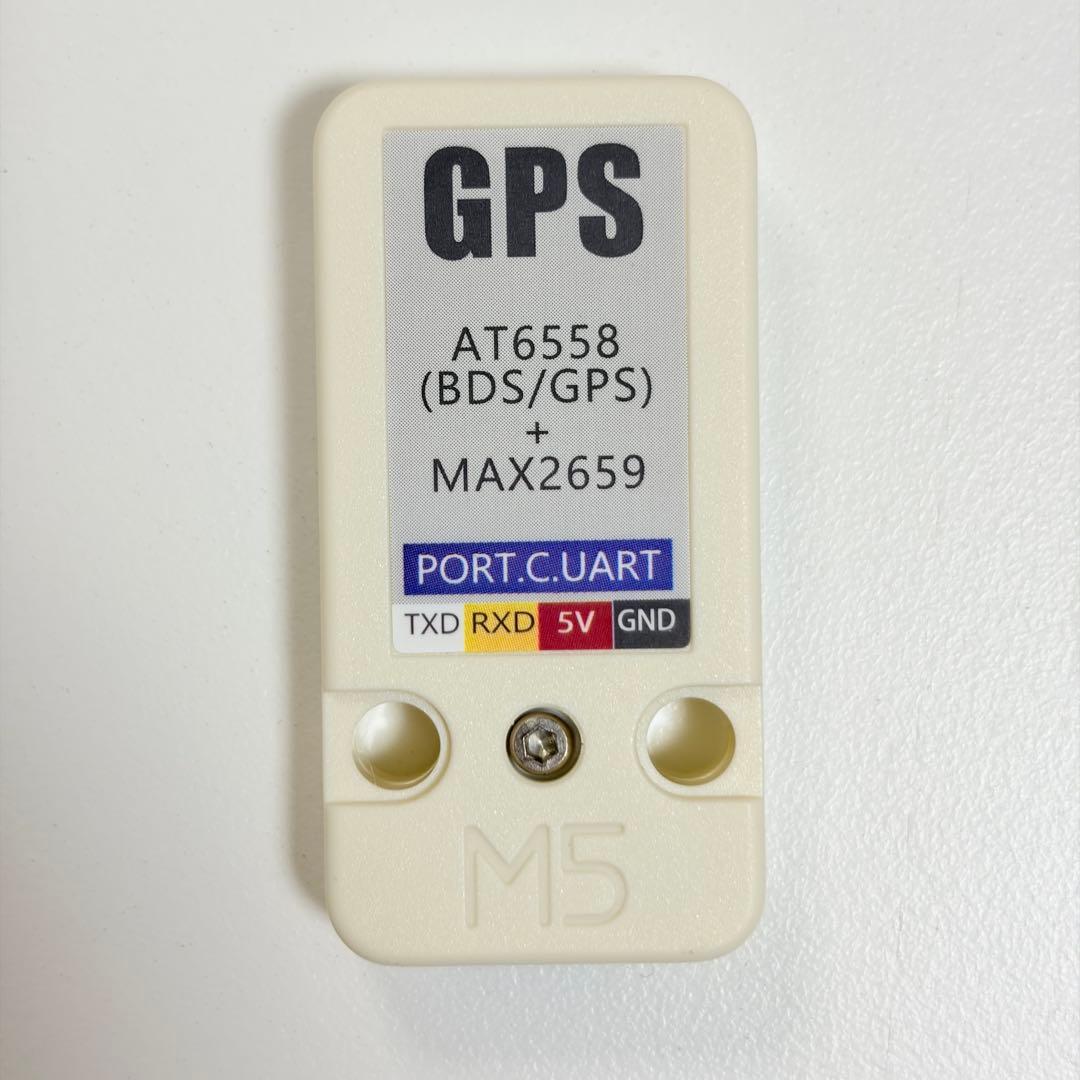 GPS
AT6558
(BDS/GPS)
+
MAX2659
PORT.C.UART
TXD RXD 5V GND
M5